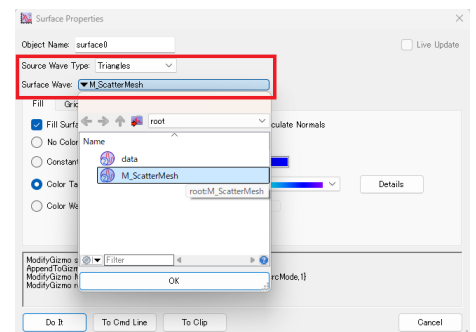 Surface Properties
Object Name: surface0
Live Update
Source Wave Type: Triangles
Surface Wave: M_ScatterMesh
Fill Grid
root
Fill Surfa
culate Normals
Name
No Color
data
Constant
M_ScatterMesh
Color Ta
Details
root:M_ScatterMesh
Color Wa
Filter
ModifyGizmo s
AppendToGizm
ModifyGizmo
rcMode,1}
ModifyGizmo
OK
Do It To Cmd Line To Clip Cancel